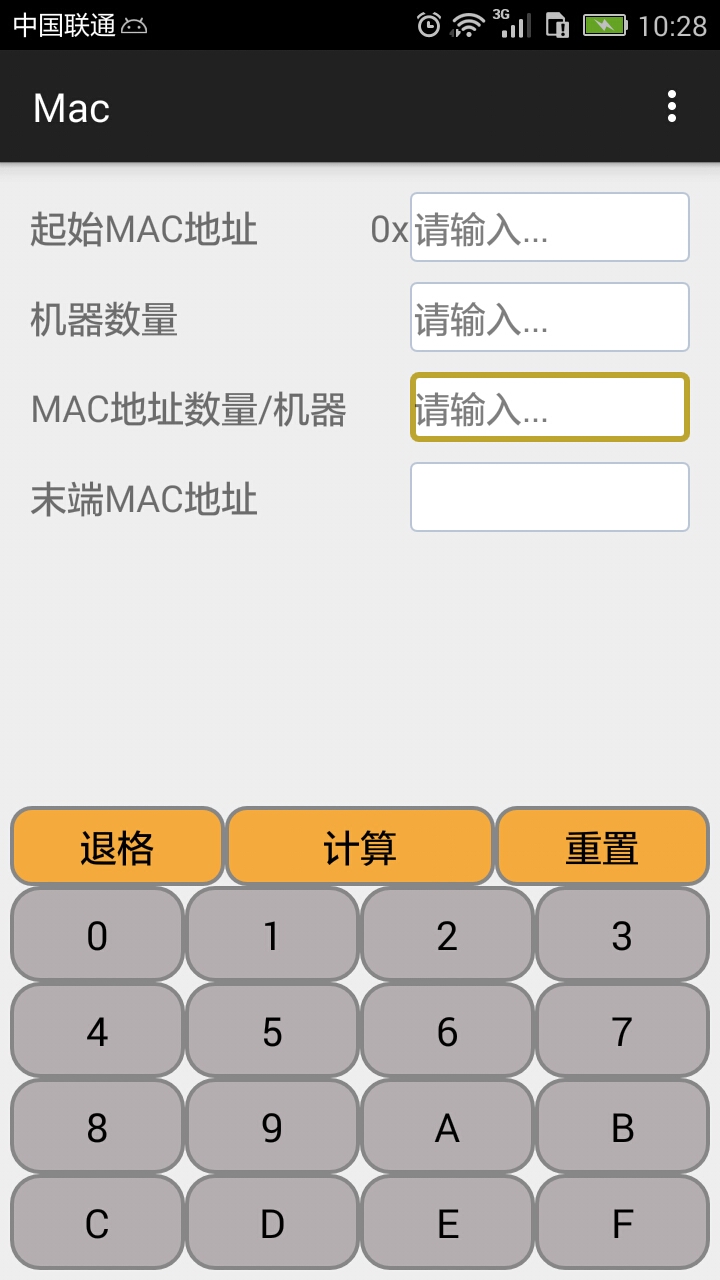 中国联通 3G 10:28
Mac
起始MAC地址 0x 请输入...
机器数量 请输入...
MAC地址数量/机器 请输入...
末端MAC地址
退格 计算 重置
0 1 2 3
4 5 6 7
8 9 A B
C D E F